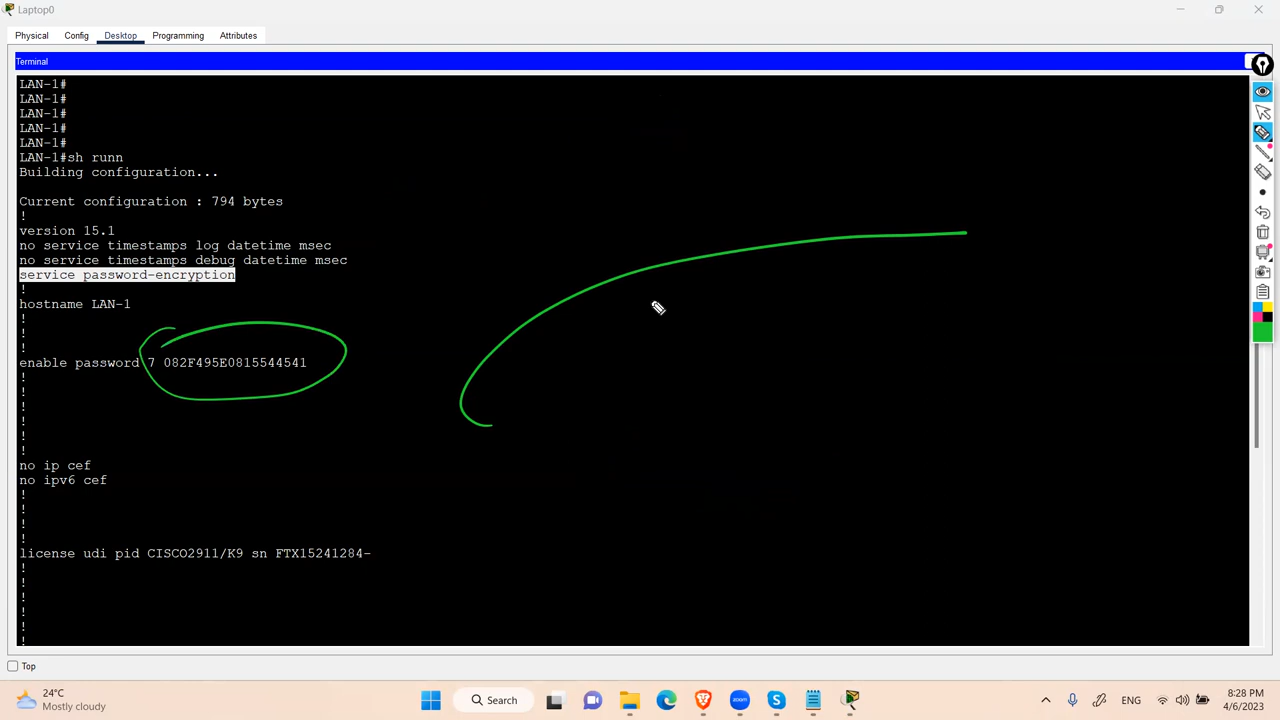 Laptop0
Physical Config Desktop Programming Attributes
Terminal
LAN-1#
LAN-1#
LAN-1#
LAN-1#
LAN-1#
LAN-1#sh runn
Building configuration...
Current configuration : 794 bytes
!
version 15.1
no service timestamps log datetime msec
no service timestamps debug datetime msec
service password-encryption
!
hostname LAN-1
!
!
!
enable password 7 082F495E0815544541
!
!
!
!
!
!
no ip cef
no ipv6 cef
!
!
!
!
license udi pid CISCO2911/K9 sn FTX15241284-
!
!
!
!
!
!
Top
24°C
Mostly cloudy
Search
zoom
ENG
8:28 PM
4/6/2023